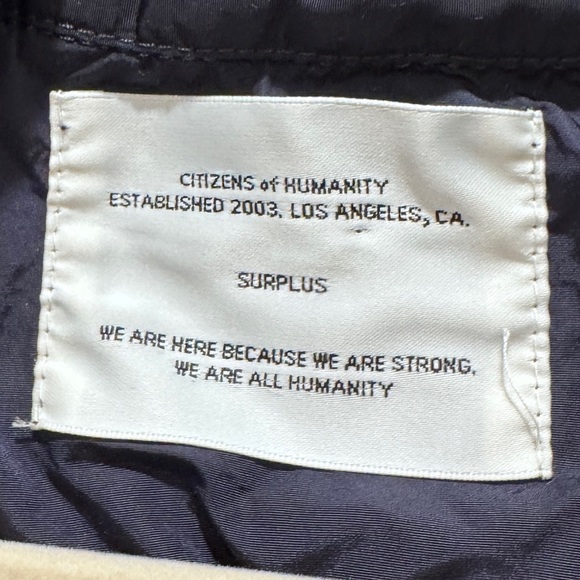 CITIZENS of HUMANITY
ESTABLISHED 2003. LOS ANGELES, CA.
SURPLUS
WE ARE HERE BECAUSE WE ARE STRONG.
WE ARE ALL HUMANITY